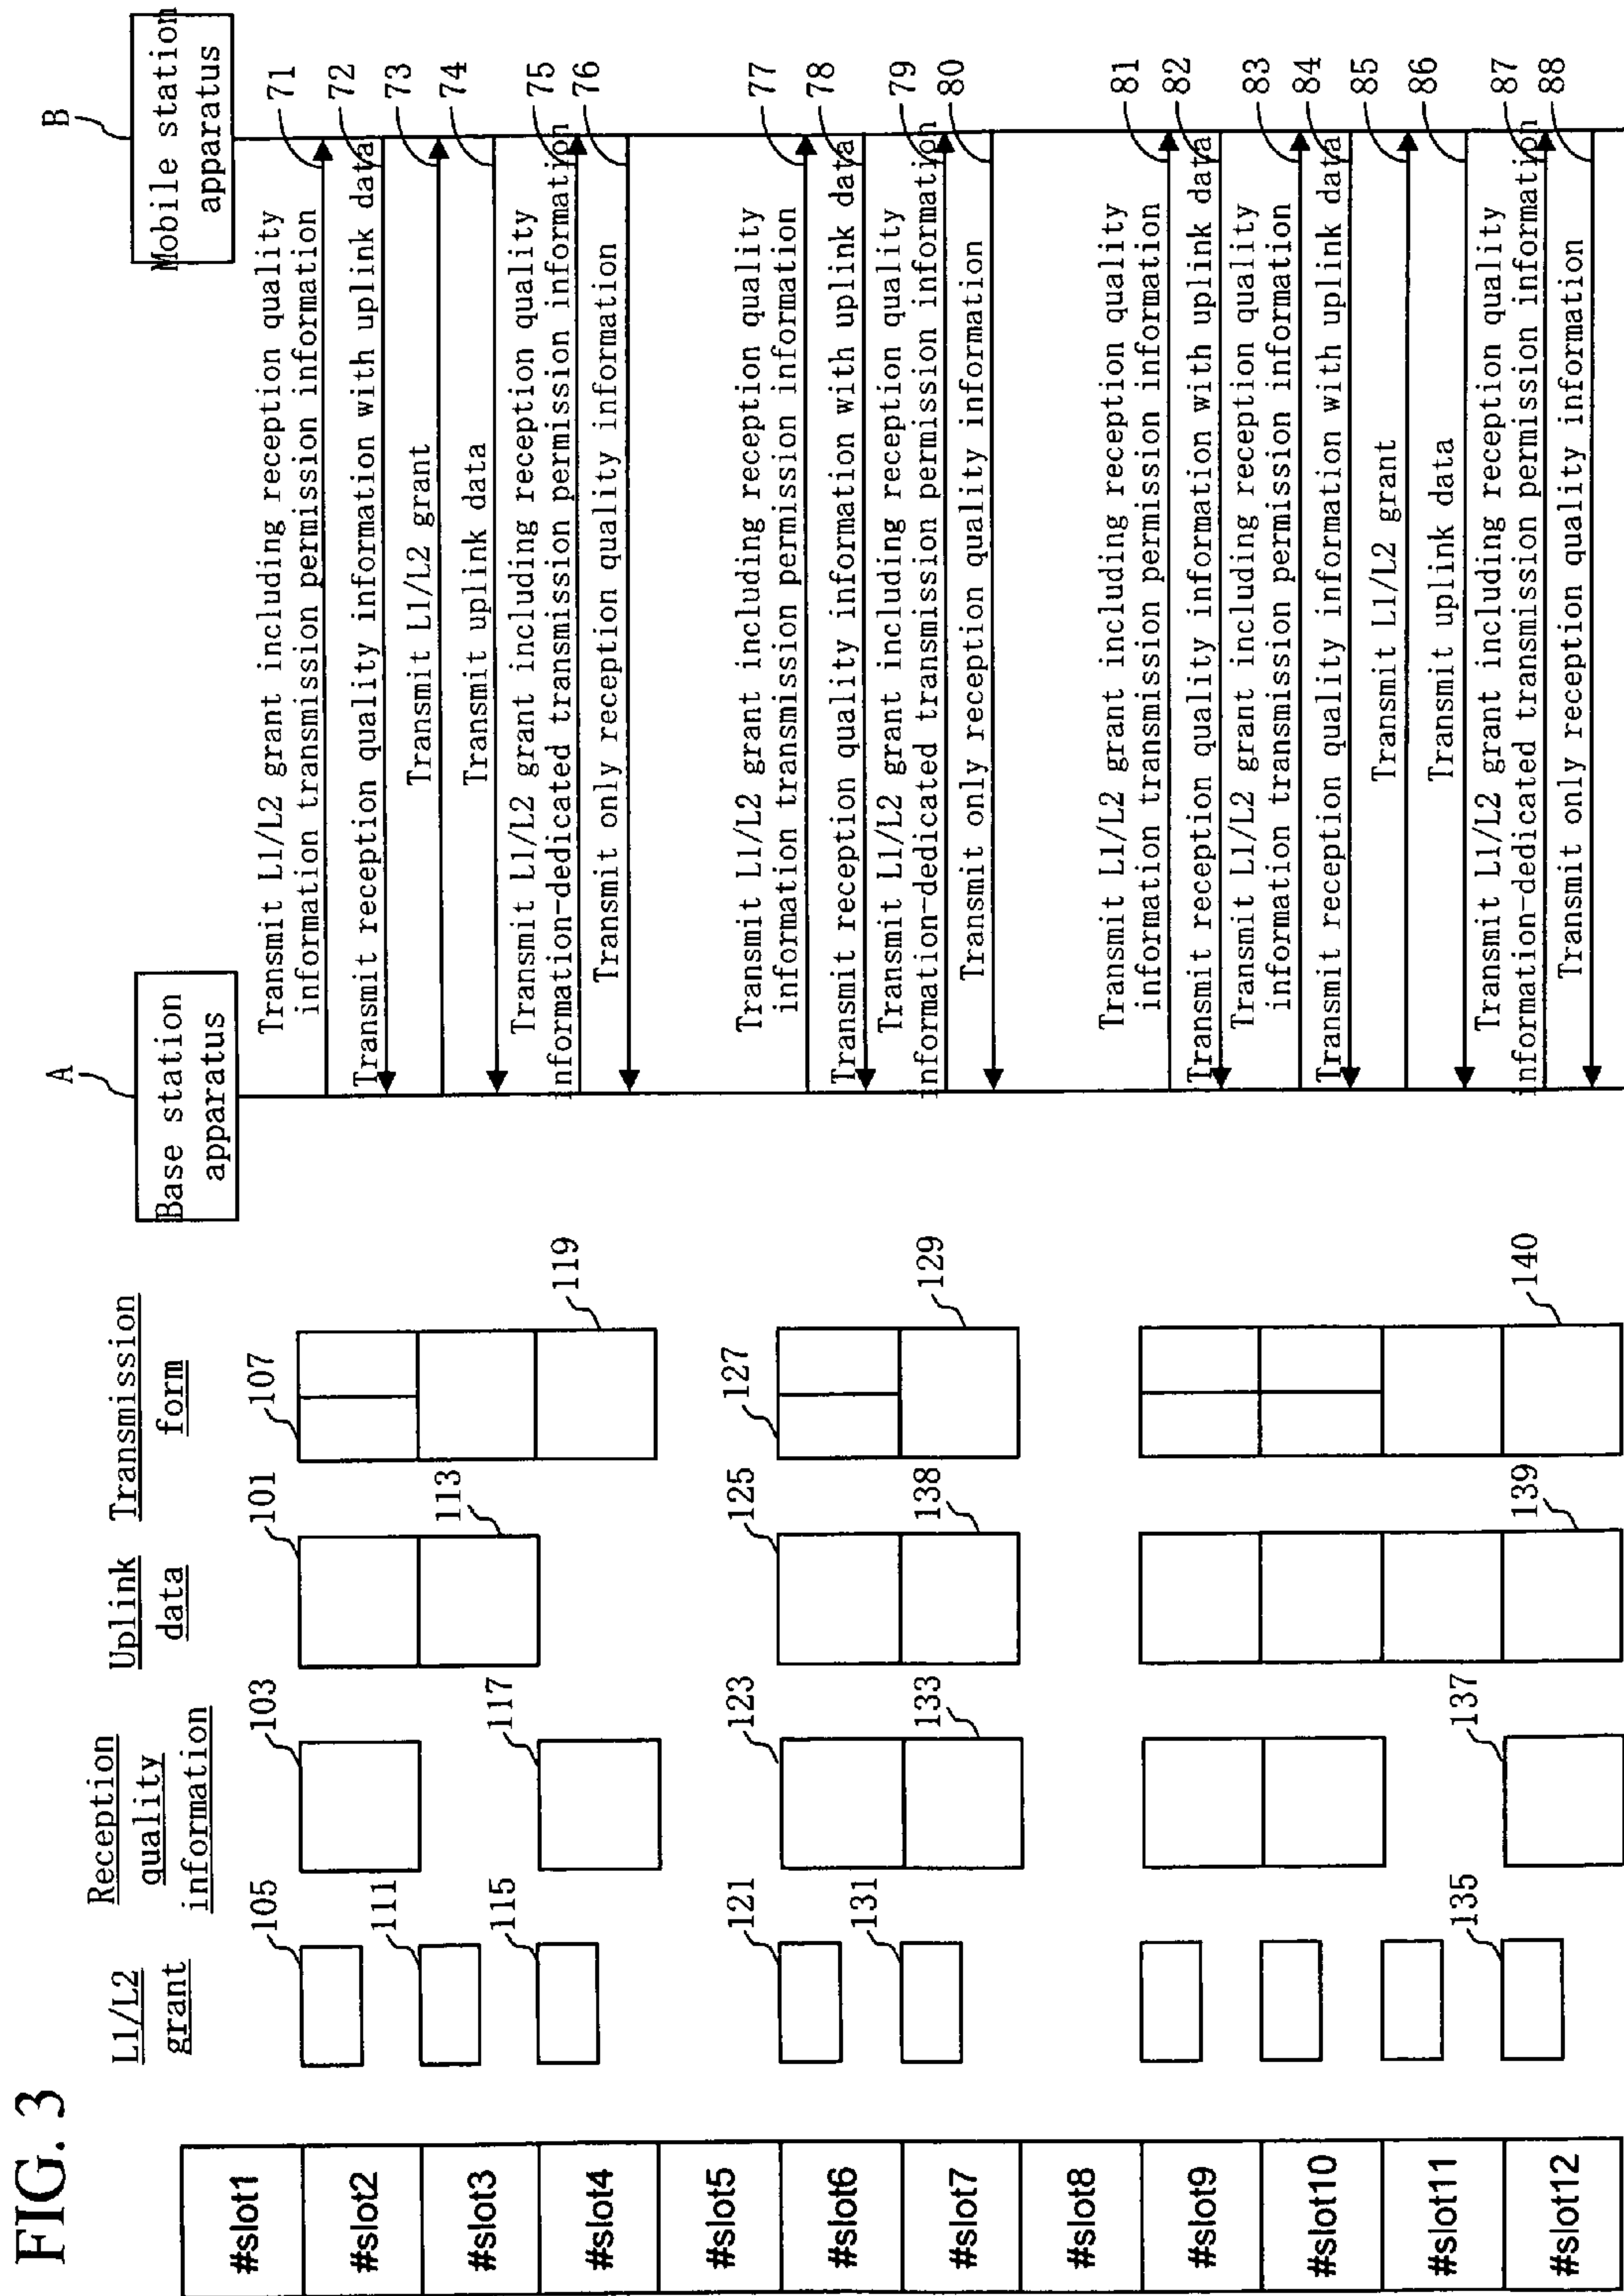 FIG. 3
L1/L2
grant
Reception
quality
information
Uplink
data
Transmission
form
A
Base station
apparatus
B
Mobile station
apparatus
#slot1
#slot2
#slot3
#slot4
#slot5
#slot6
#slot7
#slot8
#slot9
#slot10
#slot11
#slot12
105
111
115
121
131
135
103
117
123
133
137
101
113
125
138
139
107
119
127
129
140
Transmit L1/L2 grant including reception quality
information transmission permission information
71
Transmit reception quality information with uplink data
72
Transmit L1/L2 grant
73
Transmit uplink data
74
Transmit L1/L2 grant including reception quality
information-dedicated transmission permission information
75
Transmit only reception quality information
76
Transmit L1/L2 grant including reception quality
information transmission permission information
77
Transmit reception quality information with uplink data
78
Transmit L1/L2 grant including reception quality
information-dedicated transmission permission information
79
Transmit only reception quality information
80
Transmit L1/L2 grant including reception quality
information transmission permission information
81
Transmit reception quality information with uplink data
82
Transmit L1/L2 grant including reception quality
information transmission permission information
83
Transmit reception quality information with uplink data
84
Transmit L1/L2 grant
85
Transmit uplink data
86
Transmit L1/L2 grant including reception quality
information-dedicated transmission permission information
87
Transmit only reception quality information
88